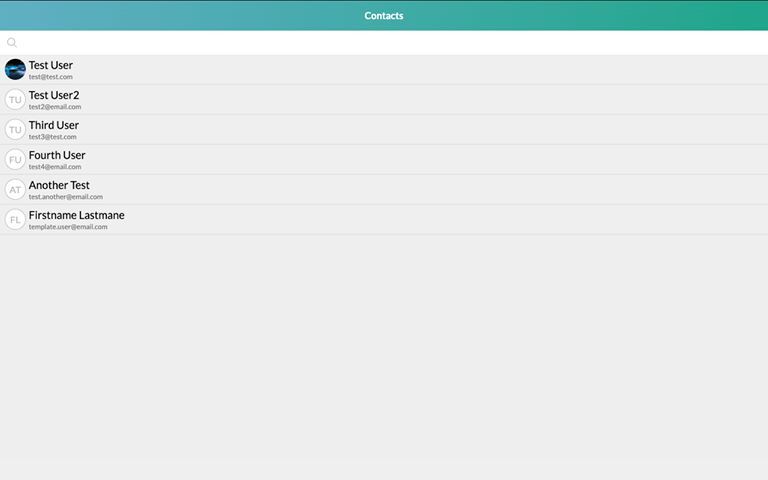 Contacts
Test User
test@test.com
TU
Test User2
test2@email.com
TU
Third User
test3@test.com
FU
Fourth User
test4@email.com
AT
Another Test
test.another@email.com
FL
Firstname Lastmane
template.user@email.com